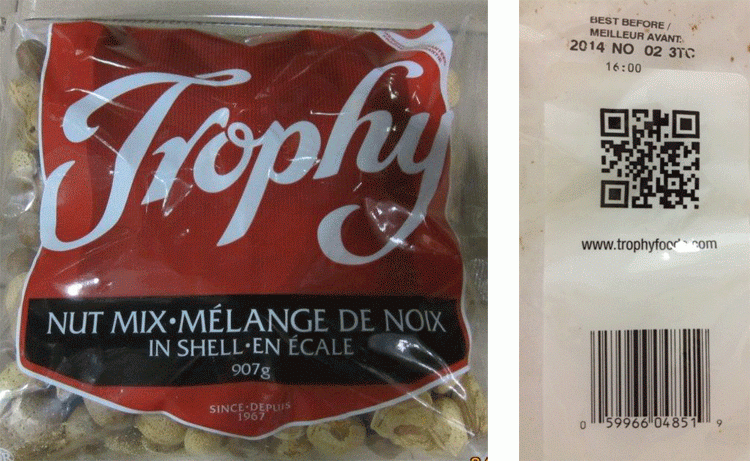 Trophy
NUT MIX•MÉLANGE DE NOIX
IN SHELL•EN ÉCALE
907g
SINCE•DEPUIS
1967
BEST BEFORE /
MEILLEUR AVANT:
2014 NO 02 3TC
16:00
www.trophyfoods.com
0 59966 04851 9